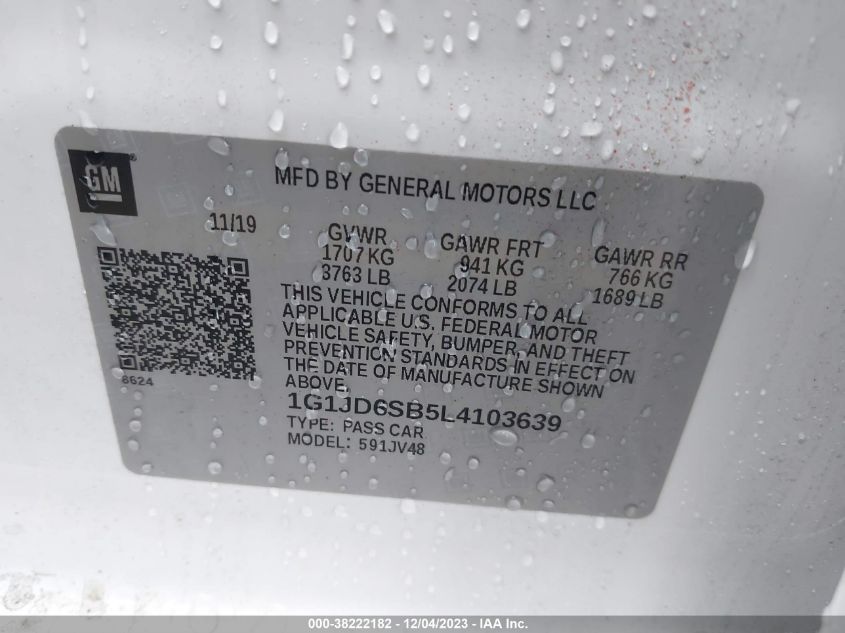 GM
®
MFD BY GENERAL MOTORS LLC
11/19
GVWR
1707 KG
3763 LB
GAWR FRT
941 KG
2074 LB
GAWR RR
766 KG
1689 LB
THIS VEHICLE CONFORMS TO ALL
APPLICABLE U.S. FEDERAL MOTOR
VEHICLE SAFETY, BUMPER, AND THEFT
PREVENTION STANDARDS IN EFFECT ON
THE DATE OF MANUFACTURE SHOWN
ABOVE.
8624
1G1JD6SB5L4103639
TYPE: PASS CAR
MODEL: 591JV48
000-38222182 - 12/04/2023 - IAA Inc.